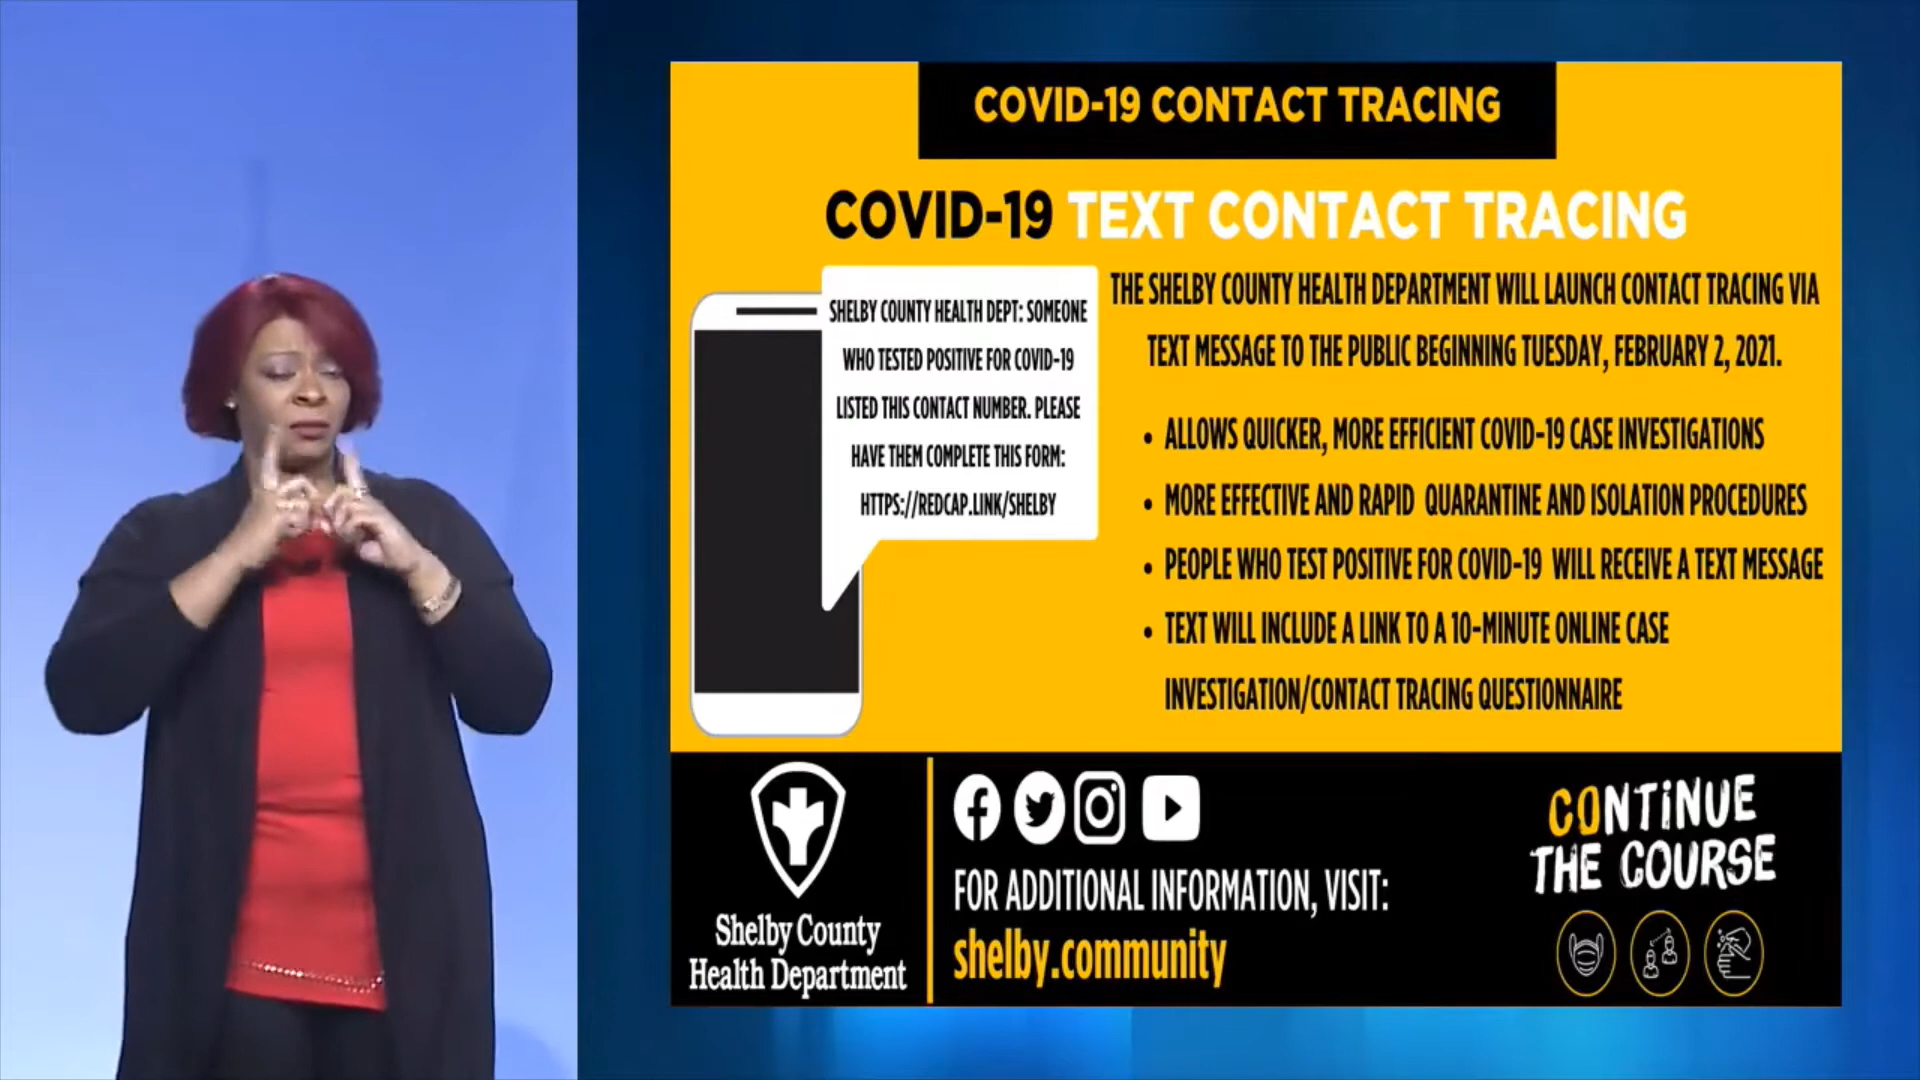 COVID-19 CONTACT TRACING
COVID-19 TEXT CONTACT TRACING
SHELBY COUNTY HEALTH DEPT: SOMEONE
WHO TESTED POSITIVE FOR COVID-19
LISTED THIS CONTACT NUMBER. PLEASE
HAVE THEM COMPLETE THIS FORM:
HTTPS://REDCAP.LINK/SHELBY
THE SHELBY COUNTY HEALTH DEPARTMENT WILL LAUNCH CONTACT TRACING VIA
TEXT MESSAGE TO THE PUBLIC BEGINNING TUESDAY, FEBRUARY 2, 2021.
• ALLOWS QUICKER, MORE EFFICIENT COVID-19 CASE INVESTIGATIONS
• MORE EFFECTIVE AND RAPID QUARANTINE AND ISOLATION PROCEDURES
• PEOPLE WHO TEST POSITIVE FOR COVID-19 WILL RECEIVE A TEXT MESSAGE
• TEXT WILL INCLUDE A LINK TO A 10-MINUTE ONLINE CASE
INVESTIGATION/CONTACT TRACING QUESTIONNAIRE
Shelby County
Health Department
FOR ADDITIONAL INFORMATION, VISIT:
shelby.community
CONTiNUE
THE COURSE